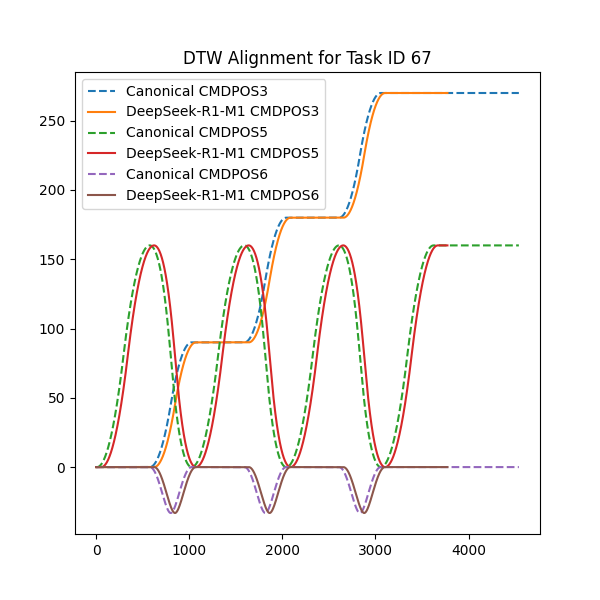 DTW Alignment for Task ID 67
Canonical CMDPOS3
DeepSeek-R1-M1 CMDPOS3
Canonical CMDPOS5
DeepSeek-R1-M1 CMDPOS5
Canonical CMDPOS6
DeepSeek-R1-M1 CMDPOS6
250
200
150
100
50
0
0 1000 2000 3000 4000